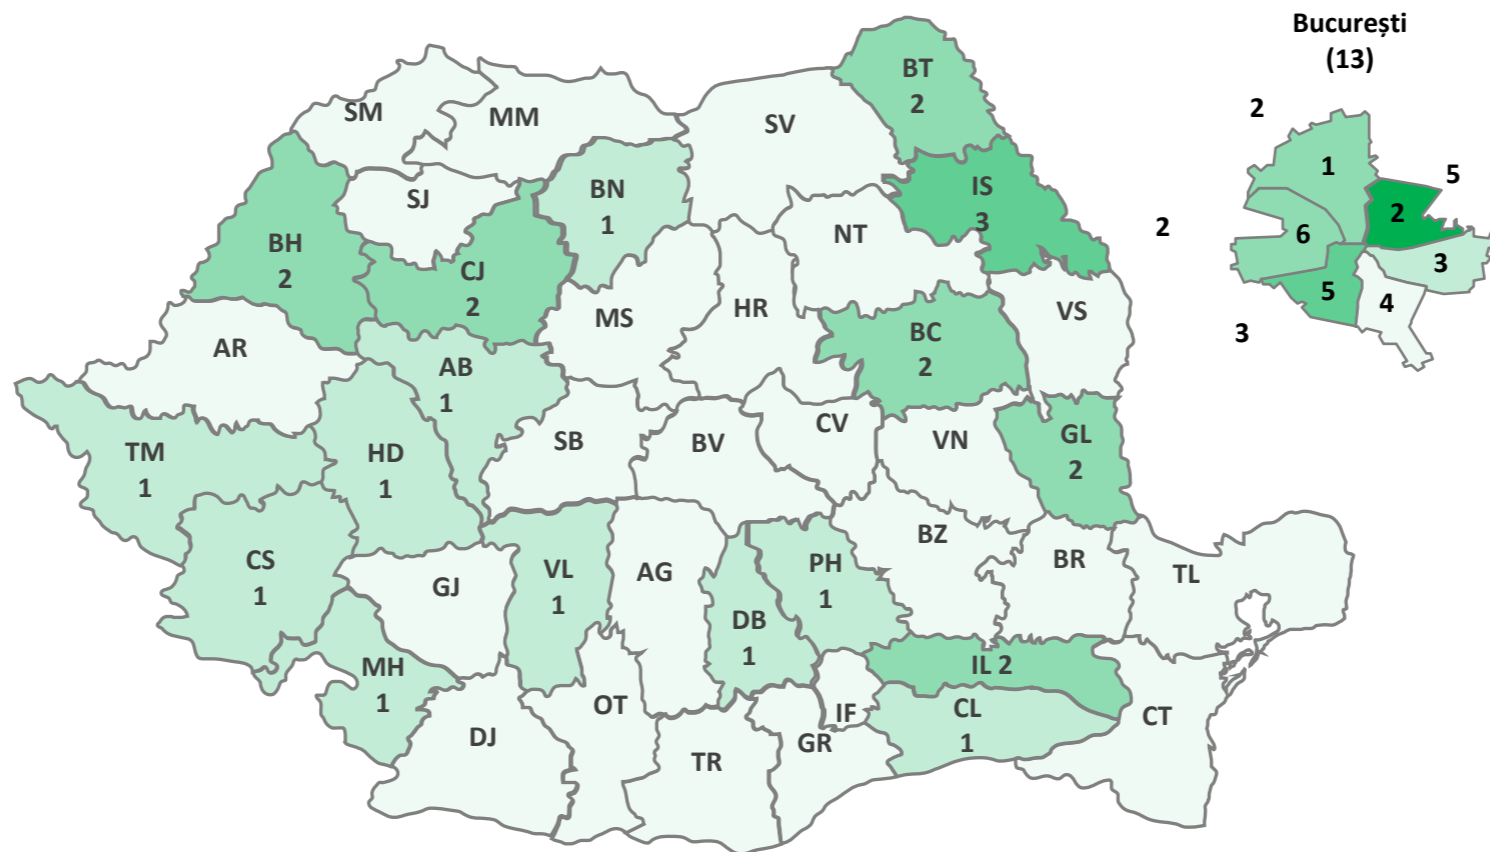 București
(13)
BT
2
SM
MM
SV
2
1
5
2
6
3
5
4
2
3
SJ
BN
1
IS
3
NT
BH
2
CJ
2
MS
HR
VS
AR
AB
1
BC
2
TM
1
HD
1
SB
BV
CV
VN
GL
2
CS
1
GJ
VL
1
AG
PH
1
BZ
BR
TL
DB
1
MH
1
IL 2
OT
IF
CL
1
CT
DJ
TR
GR